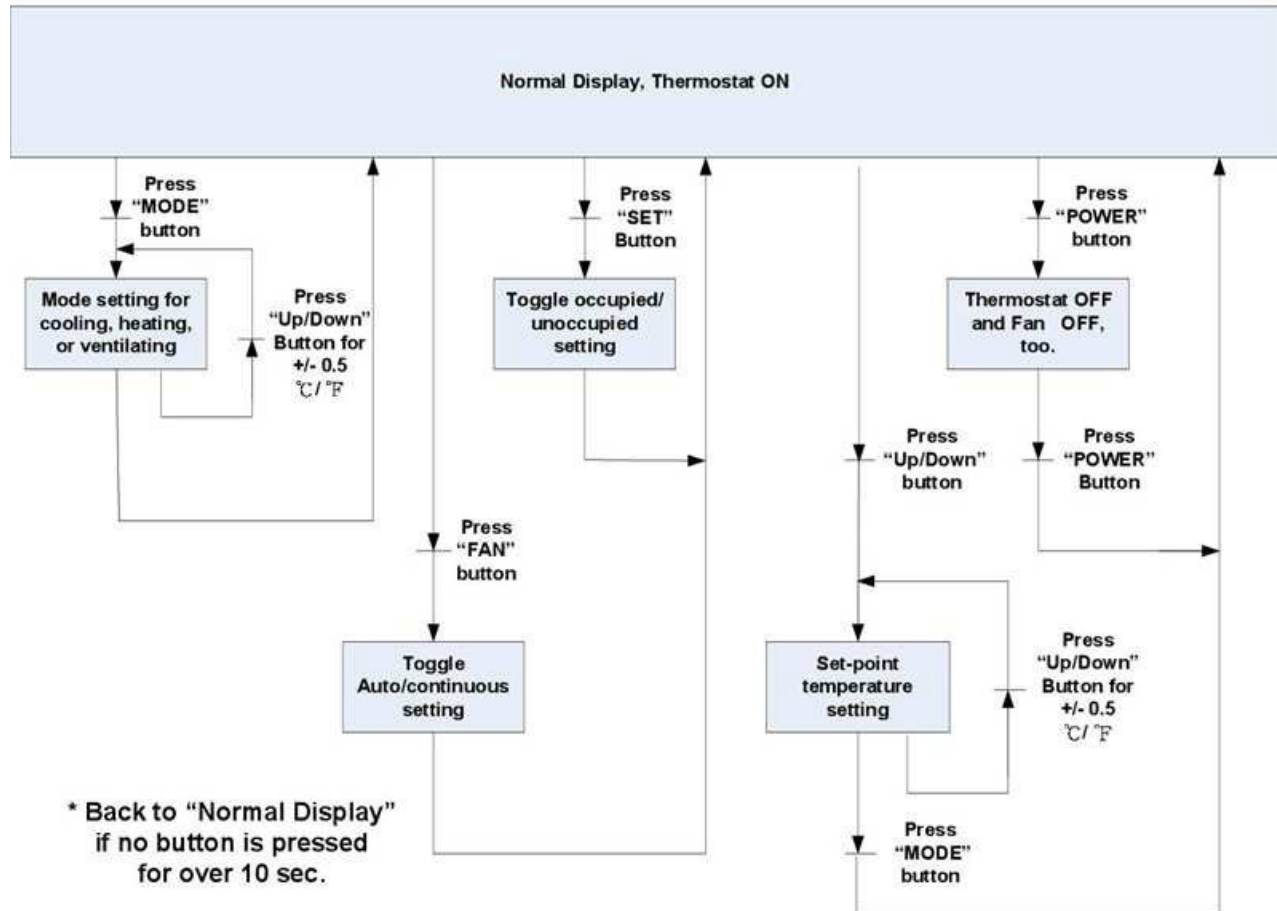 Normal Display, Thermostat ON
Press
“MODE”
button
Mode setting for
cooling, heating,
or ventilating
Press
“Up/Down”
Button for
+/- 0.5
℃/ ℉
Press
“FAN”
button
Toggle
Auto/continuous
setting
Press
“SET”
Button
Toggle occupied/
unoccupied
setting
Press
“Up/Down”
button
Set-point
temperature
setting
Press
“Up/Down”
Button for
+/- 0.5
℃/ ℉
Press
“MODE”
button
Press
“POWER”
button
Thermostat OFF
and Fan OFF,
too.
Press
“POWER”
Button
* Back to “Normal Display”
if no button is pressed
for over 10 sec.